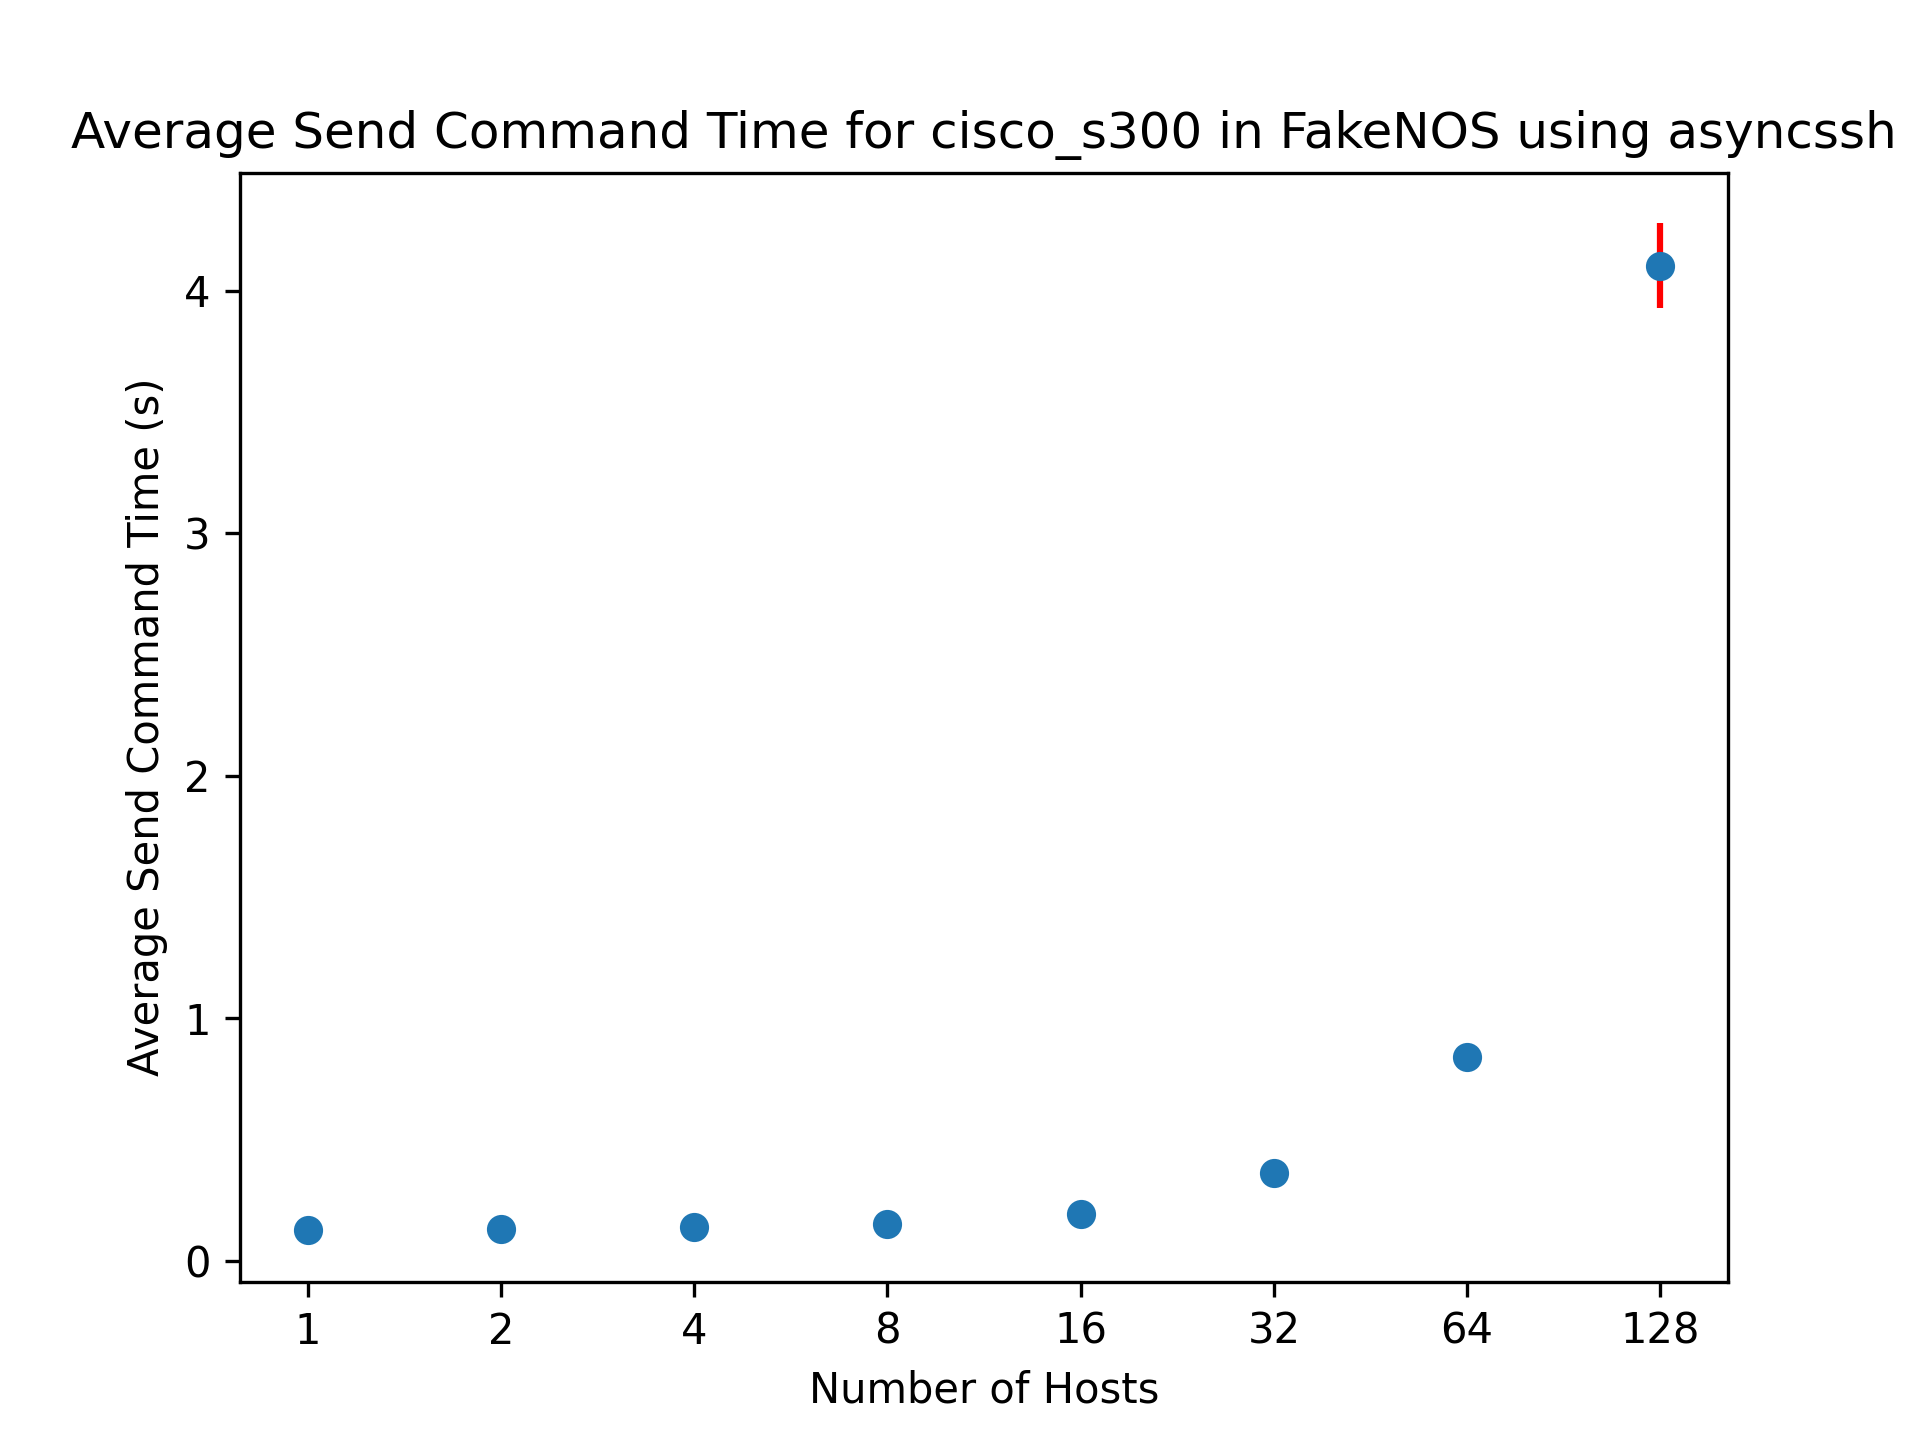 Average Send Command Time for cisco_s300 in FakeNOS using asyncssh
Average Send Command Time (s)
4
3
2
1
0
1 2 4 8 16 32 64 128
Number of Hosts